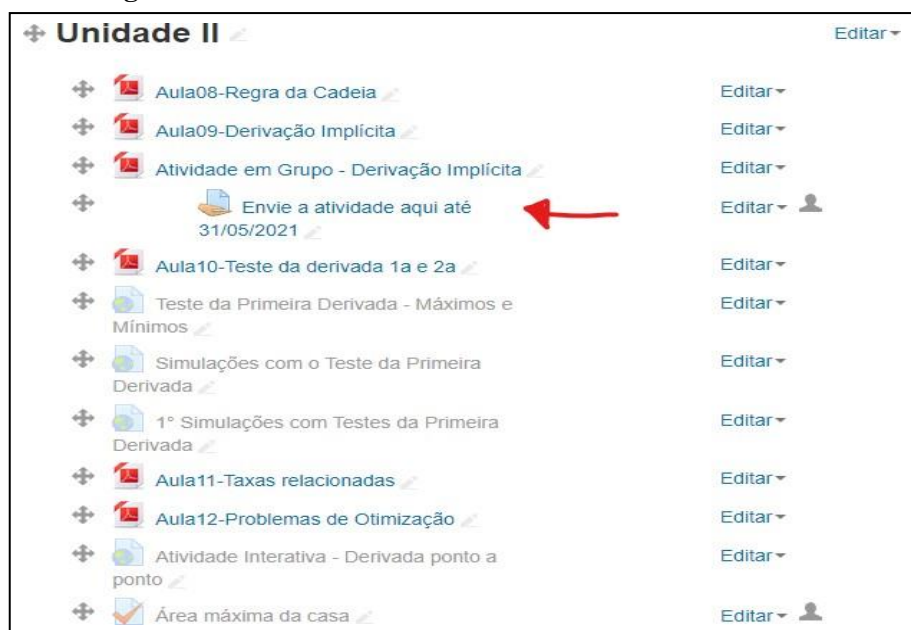 Unidade II Editar
Aula08-Regra da Cadeia Editar
Aula09-Derivação Implícita Editar
Atividade em Grupo - Derivação Implícita Editar
Envie a atividade aqui até Editar
31/05/2021
Aula10-Teste da derivada 1a e 2a Editar
Teste da Primeira Derivada - Máximos e Editar
Mínimos
Simulações com o Teste da Primeira Editar
Derivada
1° Simulações com Testes da Primeira Editar
Derivada
Aula11-Taxas relacionadas Editar
Aula12-Problemas de Otimização Editar
Atividade Interativa - Derivada ponto a Editar
ponto
Área máxima da casa Editar